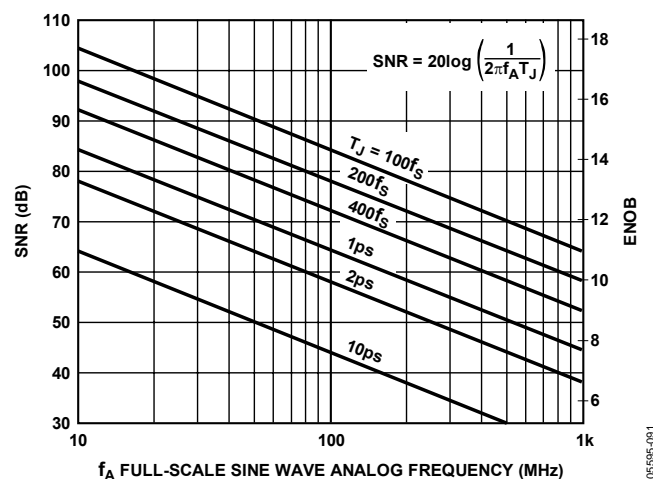 110
100
90
80
70
60
50
40
30
SNR (dB)
18
16
14
12
10
8
6
ENOB
SNR = 20log (1 / 2πfATJ)
TJ = 100fS
200fS
400fS
1ps
2ps
10ps
10
100
1k
fA FULL-SCALE SINE WAVE ANALOG FREQUENCY (MHz)
05595-091